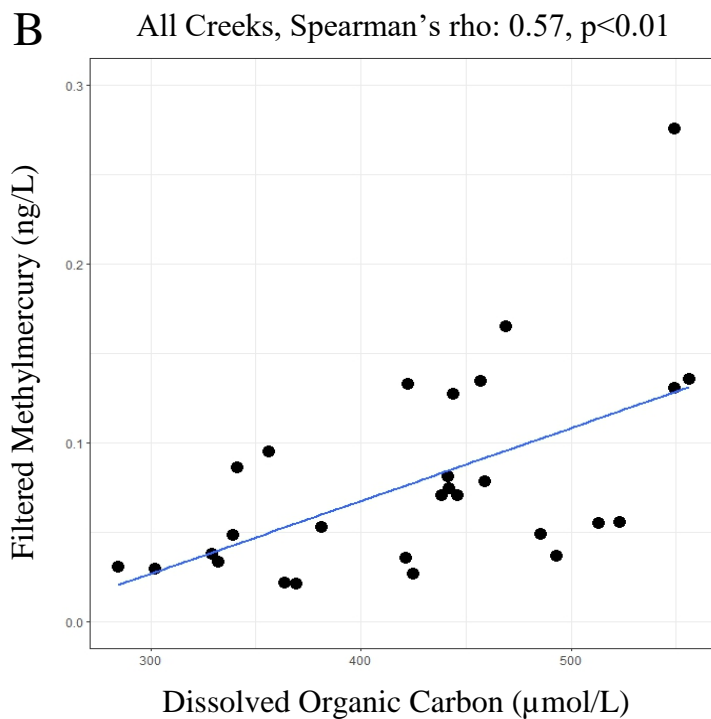 B
All Creeks, Spearman’s rho: 0.57, p<0.01
Filtered Methylmercury (ng/L)
0.3
0.2
0.1
0.0
300
400
500
Dissolved Organic Carbon (µmol/L)